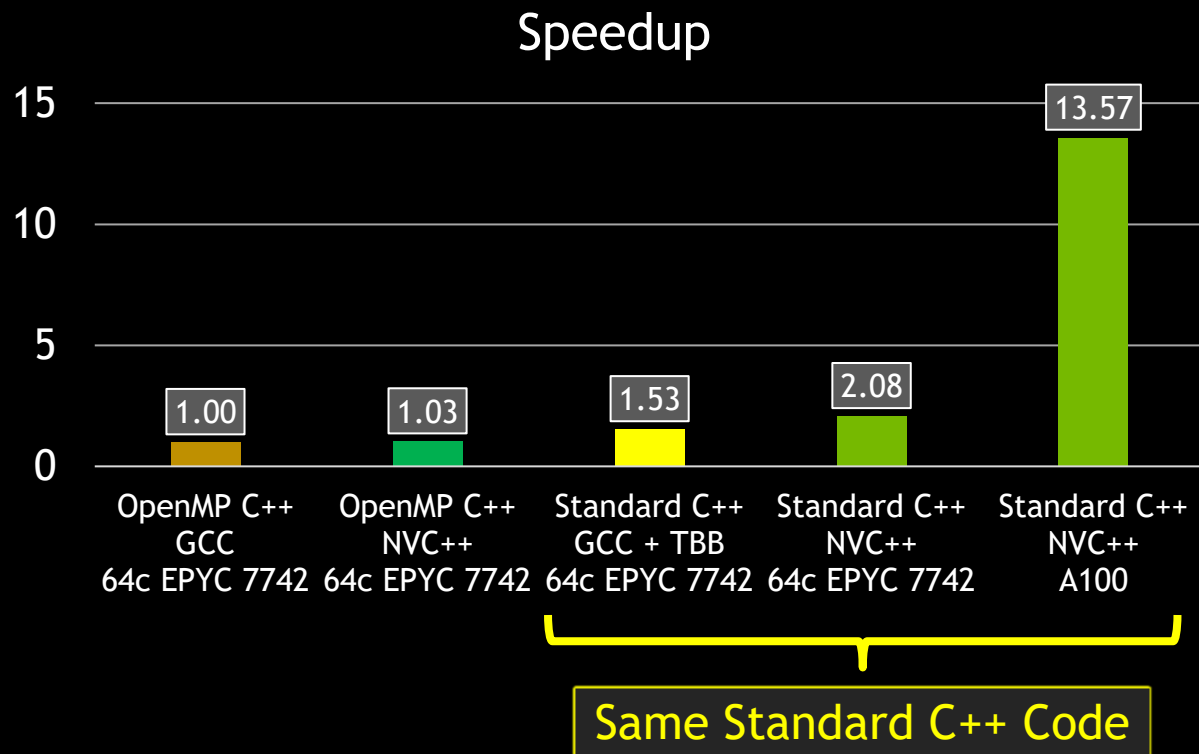 Speedup
15
10
5
0
1.00
1.03
1.53
2.08
13.57
OpenMP C++
GCC
64c EPYC 7742
OpenMP C++
NVC++
64c EPYC 7742
Standard C++
GCC + TBB
64c EPYC 7742
Standard C++
NVC++
64c EPYC 7742
Standard C++
NVC++
A100
Same Standard C++ Code